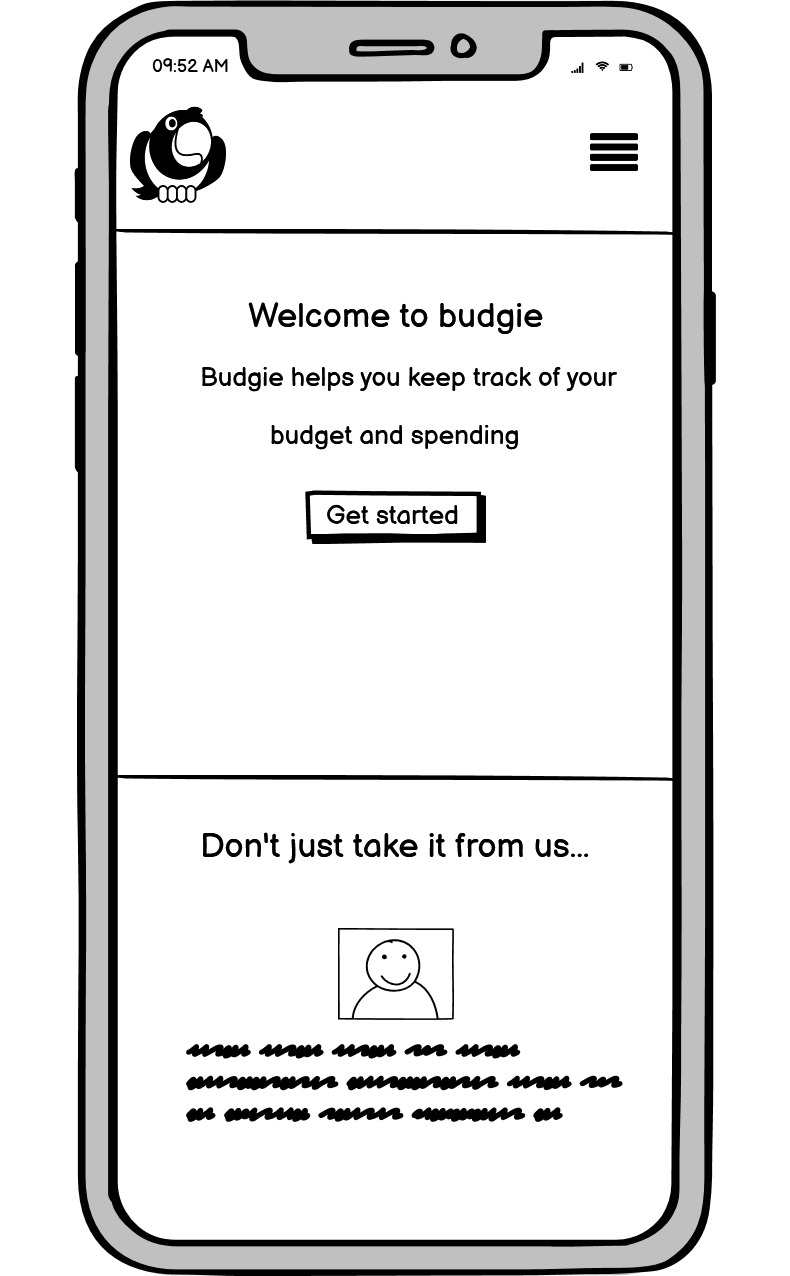 09:52 AM
Welcome to budgie
Budgie helps you keep track of your
budget and spending
Get started
Don't just take it from us...